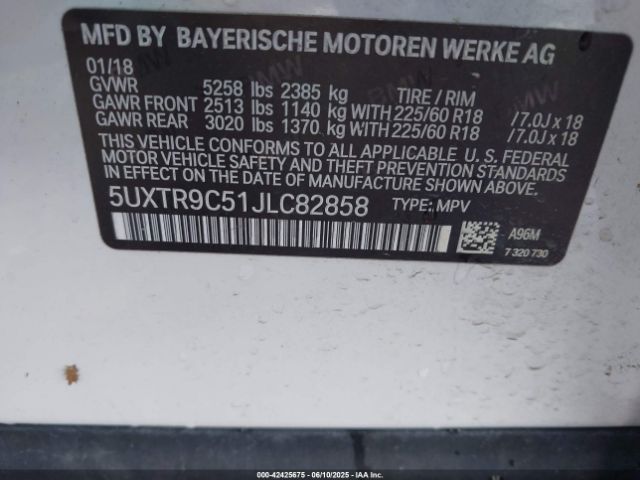 MFD BY BAYERISCHE MOTOREN WERKE AG
01/18
GVWR 5258 lbs 2385 kg TIRE / RIM
GAWR FRONT 2513 lbs 1140 kg WITH 225/60 R18 /7.0J x 18
GAWR REAR 3020 lbs 1370 kg WITH 225/60 R18 /7.0J x 18
THIS VEHICLE CONFORMS TO ALL APPLICABLE U. S. FEDERAL
MOTOR VEHICLE SAFETY AND THEFT PREVENTION STANDARDS
IN EFFECT ON THE DATE OF MANUFACTURE SHOWN ABOVE.
5UXTR9C51JLC82858 TYPE: MPV
A96M
7 320 730
000-42425675 - 06/10/2025 - IAAI.COM